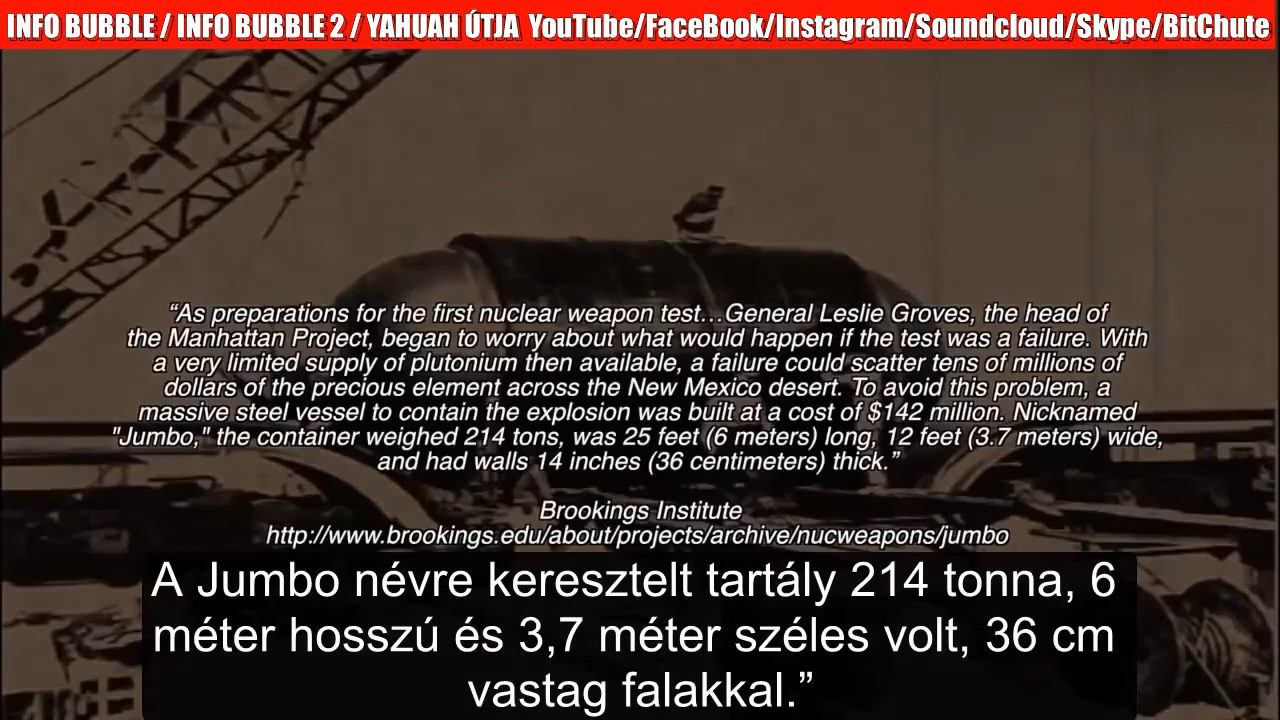 INFO BUBBLE / INFO BUBBLE 2 / YAHUAH ÚTJA YouTube/FaceBook/Instagram/Soundcloud/Skype/BitChute
“As preparations for the first nuclear weapon test…General Leslie Groves, the head of
the Manhattan Project, began to worry about what would happen if the test was a failure. With
a very limited supply of plutonium then available, a failure could scatter tens of millions of
dollars of the precious element across the New Mexico desert. To avoid this problem, a
massive steel vessel to contain the explosion was built at a cost of $142 million. Nicknamed
"Jumbo," the container weighed 214 tons, was 25 feet (6 meters) long, 12 feet (3.7 meters) wide,
and had walls 14 inches (36 centimeters) thick.”
Brookings Institute
http://www.brookings.edu/about/projects/archive/nucweapons/jumbo
A Jumbo névre keresztelt tartály 214 tonna, 6
méter hosszú és 3,7 méter széles volt, 36 cm
vastag falakkal.”